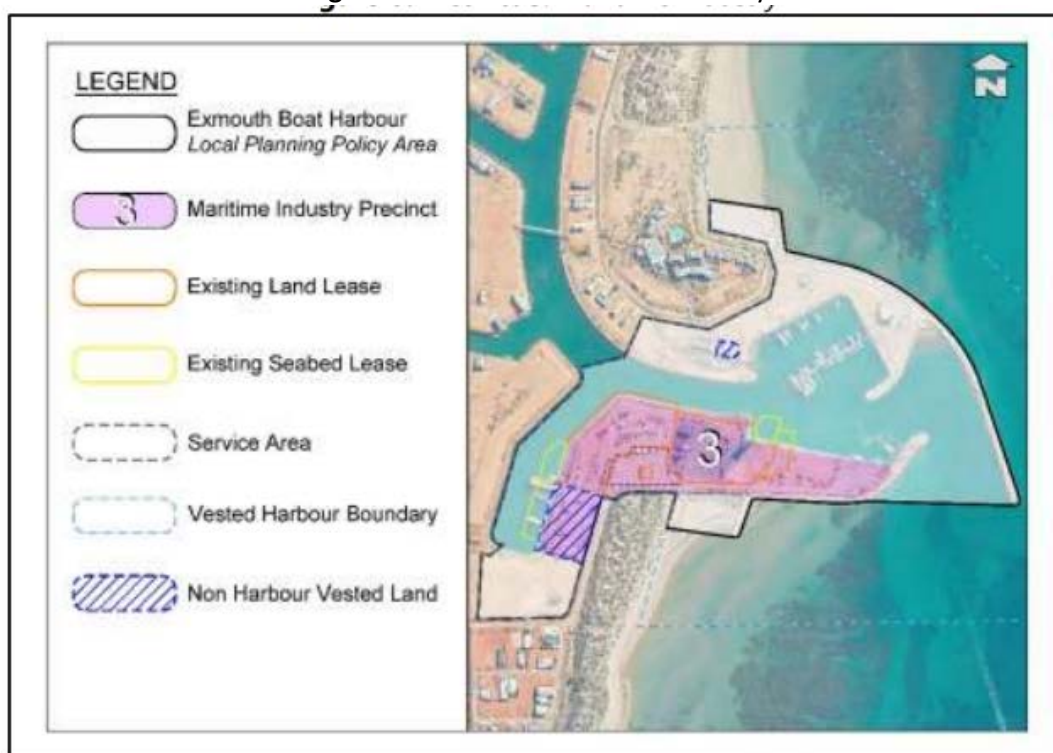 LEGEND
Exmouth Boat Harbour
Local Planning Policy Area
3
Maritime Industry Precinct
Existing Land Lease
Existing Seabed Lease
Service Area
Vested Harbour Boundary
Non Harbour Vested Land
N
3